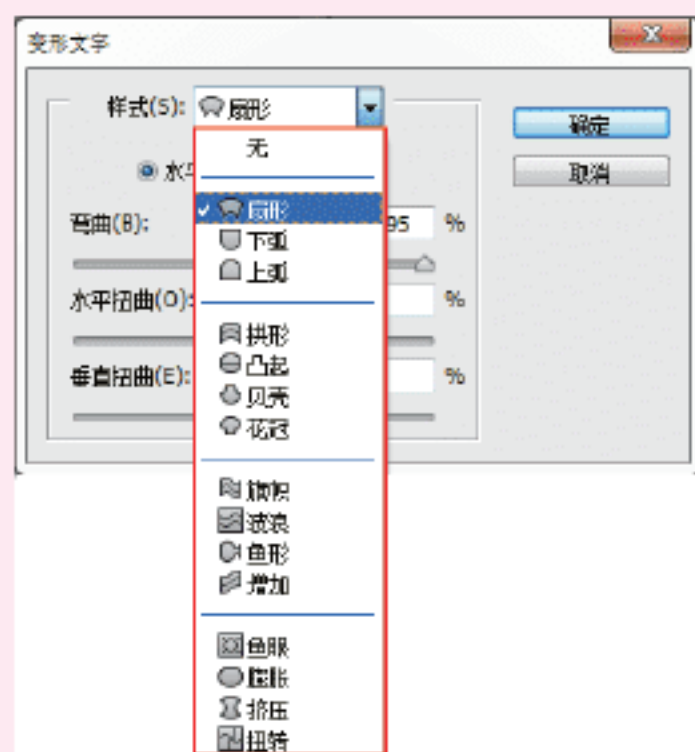 变形文字
样式(S): 扇形
确定
无
水平
取消
扇形
弯曲(B): 95 %
下弧
上弧
水平扭曲(O): %
拱形
凸起
垂直扭曲(E): %
贝壳
花冠
旗帜
波浪
鱼形
增加
鱼眼
膨胀
挤压
扭转